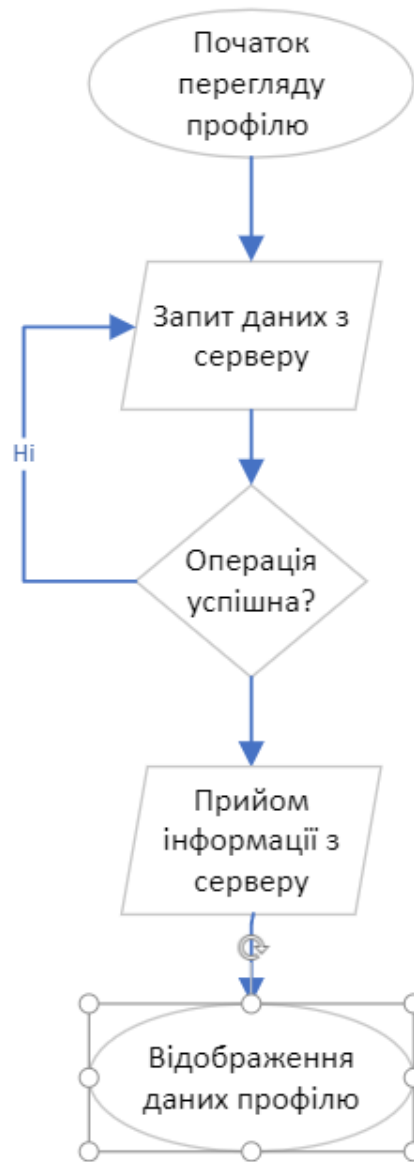 Початок
перегляду
профілю
Запит даних з
серверу
Ні
Операція
успішна?
Прийом
інформації з
серверу
Відображення
даних профілю